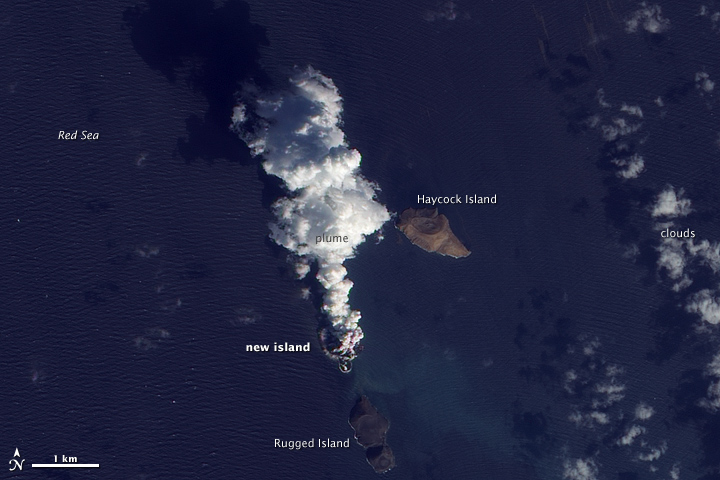 Red Sea
Haycock Island
plume
clouds
new island
Rugged Island
N
1 km